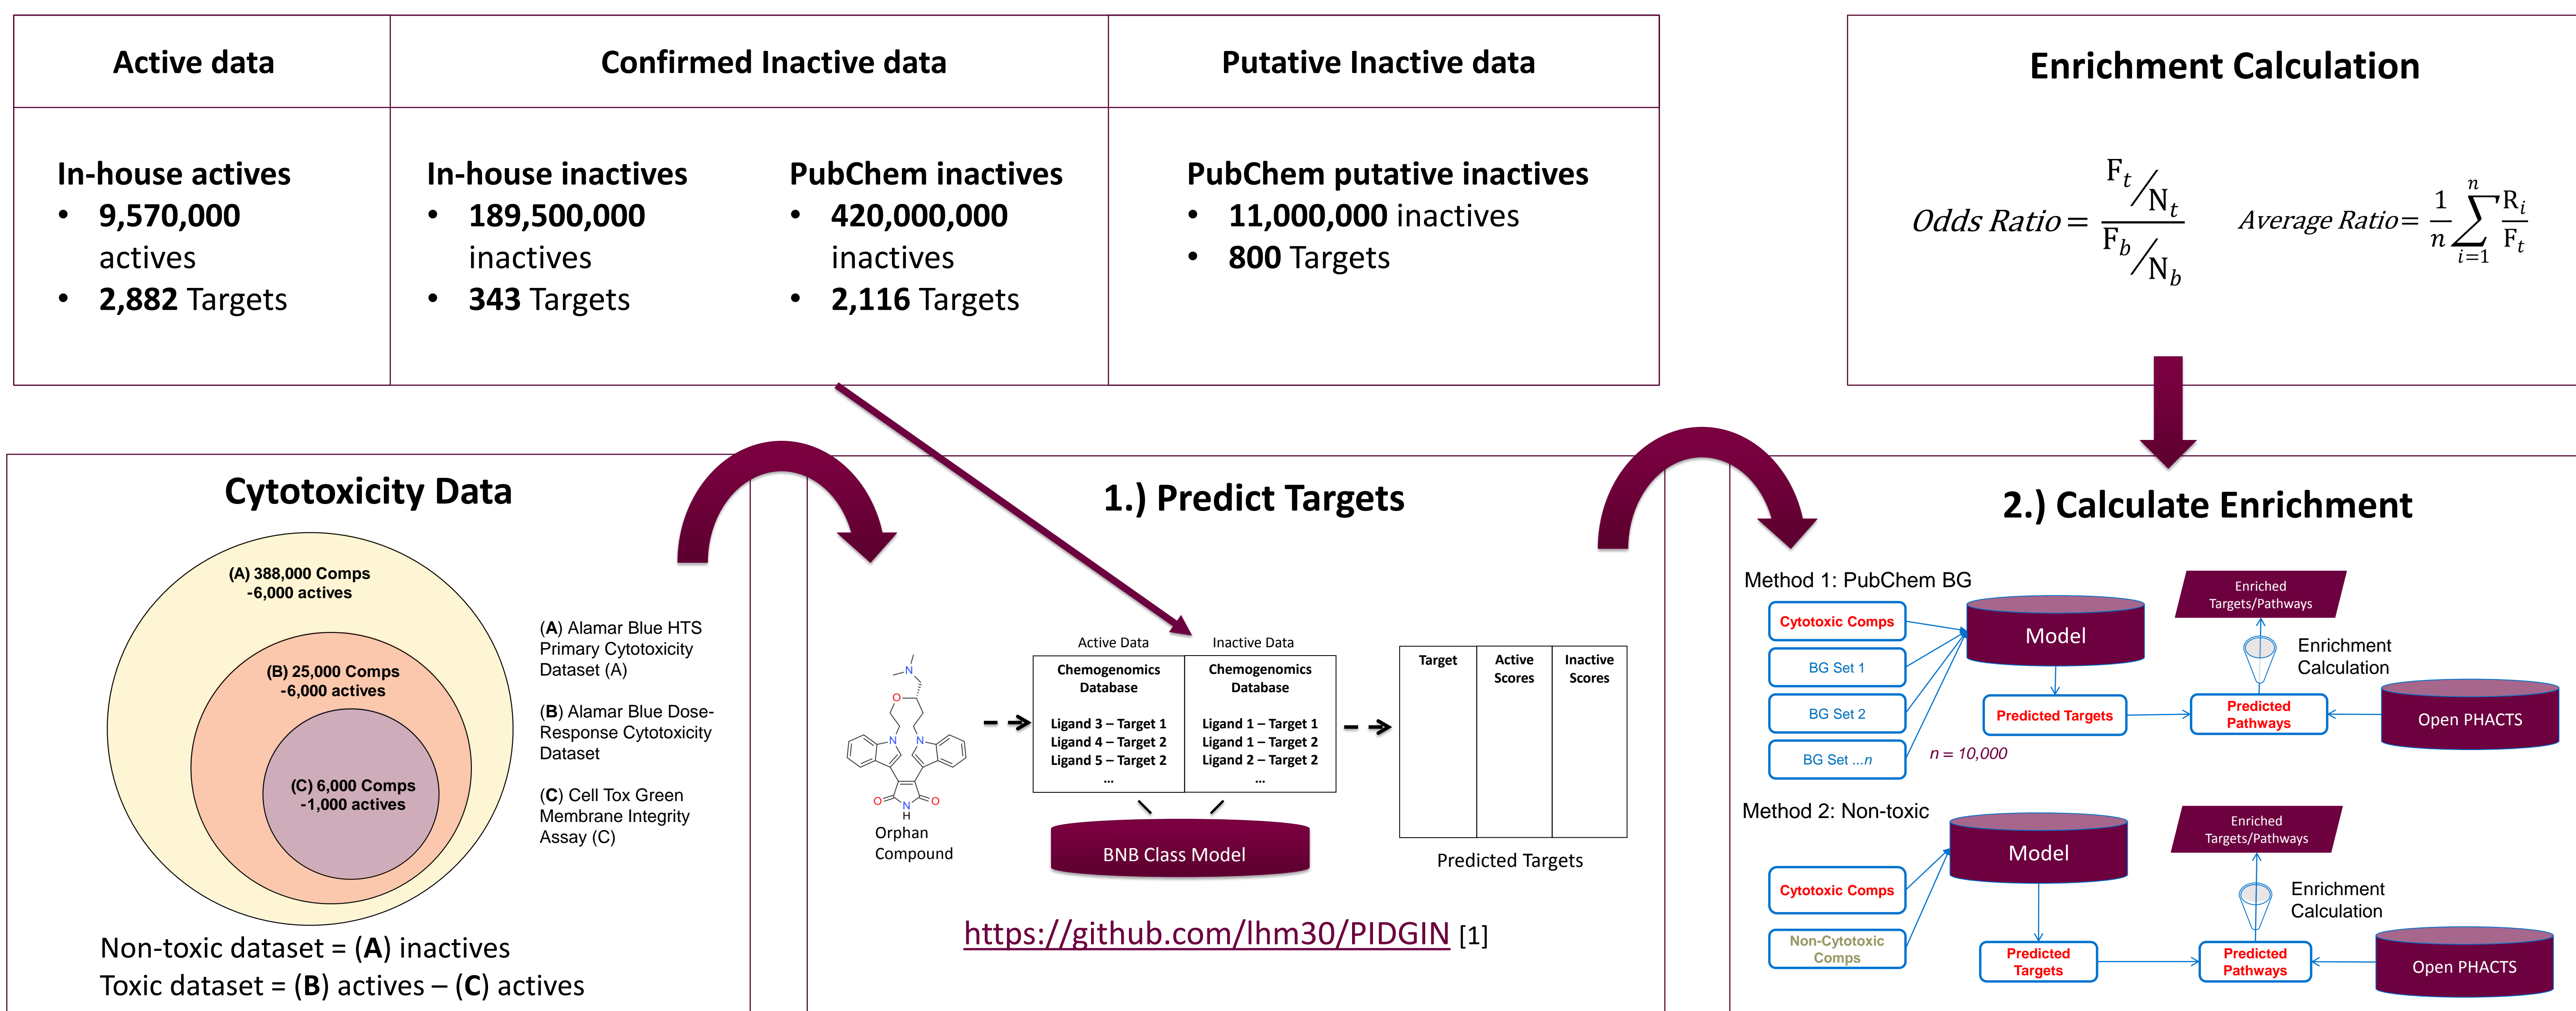 Active data
Confirmed Inactive data
Putative Inactive data
In-house actives
• 9,570,000
actives
• 2,882 Targets
In-house inactives
• 189,500,000
inactives
• 343 Targets
PubChem inactives
• 420,000,000
inactives
• 2,116 Targets
PubChem putative inactives
• 11,000,000 inactives
• 800 Targets
Enrichment Calculation
Odds Ratio = (F_t/N_t)/(F_b/N_b)
Average Ratio = 1/n ∑_{i=1}^{n} R_i/F_t
Cytotoxicity Data
(A) 388,000 Comps
-6,000 actives
(B) 25,000 Comps
-6,000 actives
(C) 6,000 Comps
-1,000 actives
(A) Alamar Blue HTS
Primary Cytotoxicity
Dataset (A)
(B) Alamar Blue Dose-
Response Cytotoxicity
Dataset
(C) Cell Tox Green
Membrane Integrity
Assay (C)
Non-toxic dataset = (A) inactives
Toxic dataset = (B) actives – (C) actives
1.) Predict Targets
N
O
N
N
O
O
N
H
Orphan
Compound
Active Data
Inactive Data
Chemogenomics
Database
Ligand 3 – Target 1
Ligand 4 – Target 2
Ligand 5 – Target 2
...
Chemogenomics
Database
Ligand 1 – Target 1
Ligand 1 – Target 2
Ligand 2 – Target 2
...
BNB Class Model
Target
Active
Scores
Inactive
Scores
Predicted Targets
https://github.com/lhm30/PIDGIN [1]
2.) Calculate Enrichment
Method 1: PubChem BG
Cytotoxic Comps
BG Set 1
BG Set 2
BG Set ...n
n = 10,000
Model
Predicted Targets
Enriched
Targets/Pathways
Enrichment
Calculation
Predicted
Pathways
Open PHACTS
Method 2: Non-toxic
Cytotoxic Comps
Non-Cytotoxic
Comps
Model
Predicted
Targets
Enriched
Targets/Pathways
Enrichment
Calculation
Predicted
Pathways
Open PHACTS